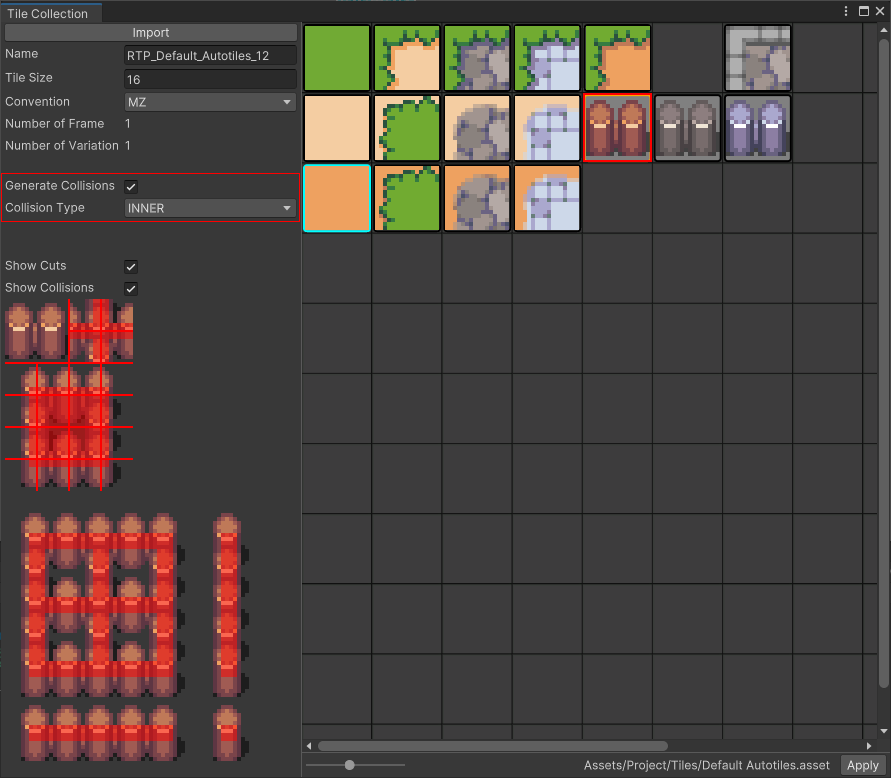 Tile Collection
Import
Name RTP_Default_Autotiles_12
Tile Size 16
Convention MZ
Number of Frame 1
Number of Variation 1
Generate Collisions
Collision Type INNER
Show Cuts
Show Collisions
Assets/Project/Tiles/Default Autotiles.asset Apply